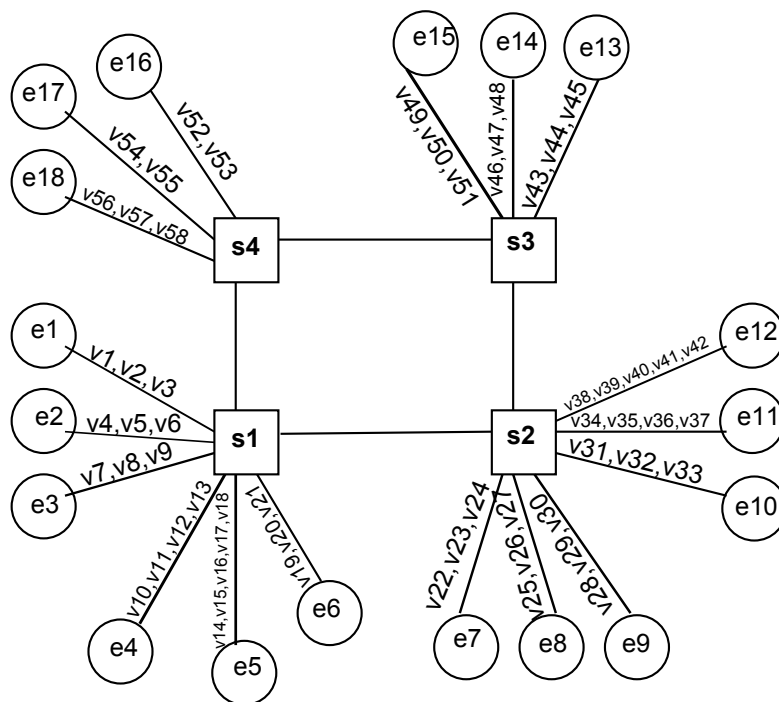 e15
e14
e13
e16
e17
e18
v49,v50,v51
v46,v47,v48
v43,v44,v45
v52,v53
v54,v55
v56,v57,v58
s4
s3
e1
e2
e3
v1,v2,v3
v4,v5,v6
v7,v8,v9
s1
s2
e12
e11
e10
v38,v39,v40,v41,v42
v34,v35,v36,v37
v31,v32,v33
v10,v11,v12,v13
v14,v15,v16,v17,v18
v19,v20,v21
v22,v23,v24
v25,v26,v27
v28,v29,v30
e4
e5
e6
e7
e8
e9